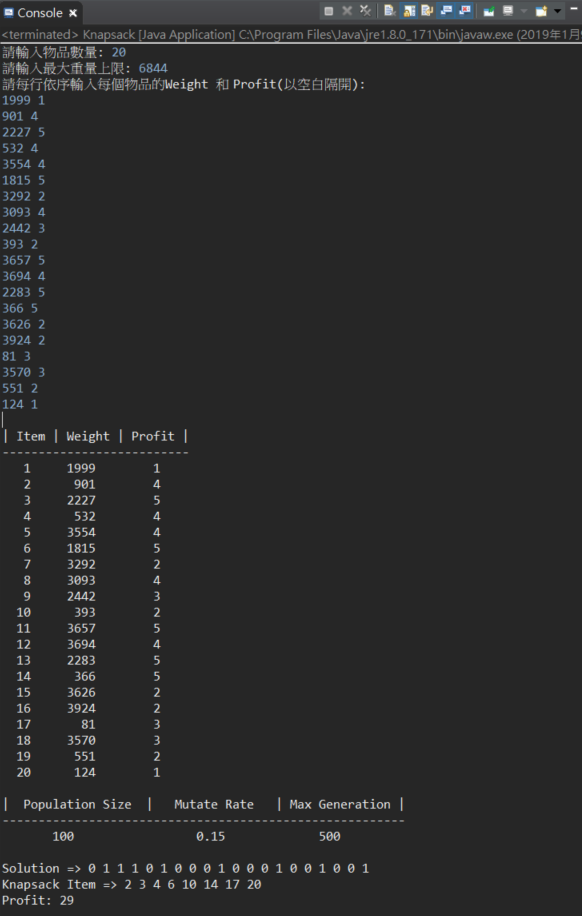 Console
<terminated> Knapsack [Java Application] C:\Program Files\Java\jre1.8.0_171\bin\javaw.exe (2019年1月
請輸入物品數量: 20
請輸入最大重量上限: 6844
請每行依序輸入每個物品的Weight 和 Profit(以空白隔開):
1999 1
901 4
2227 5
532 4
3554 4
1815 5
3292 2
3093 4
2442 3
393 2
3657 5
3694 4
2283 5
366 5
3626 2
3924 2
81 3
3570 3
551 2
124 1
| Item | Weight | Profit |
--------------------------
1 1999 1
2 901 4
3 2227 5
4 532 4
5 3554 4
6 1815 5
7 3292 2
8 3093 4
9 2442 3
10 393 2
11 3657 5
12 3694 4
13 2283 5
14 366 5
15 3626 2
16 3924 2
17 81 3
18 3570 3
19 551 2
20 124 1
| Population Size | Mutate Rate | Max Generation |
--------------------------------------------------------
100 0.15 500
Solution => 0 1 1 1 0 1 0 0 0 1 0 0 0 1 0 0 1 0 0 1
Knapsack Item => 2 3 4 6 10 14 17 20
Profit: 29